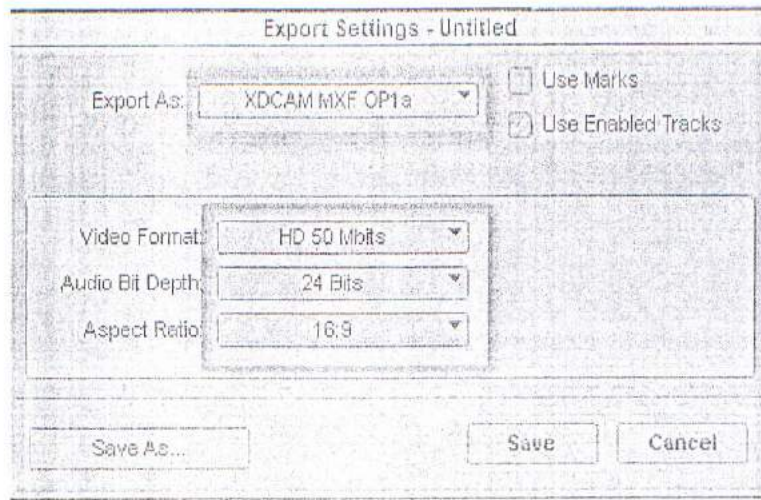 Export Settings - Untitled
Export As: XDCAM MXF OP1a
Use Marks
Use Enabled Tracks
Video Format: HD 50 Mbits
Audio Bit Depth: 24 Bits
Aspect Ratio: 16:9
Save As...
Save
Cancel